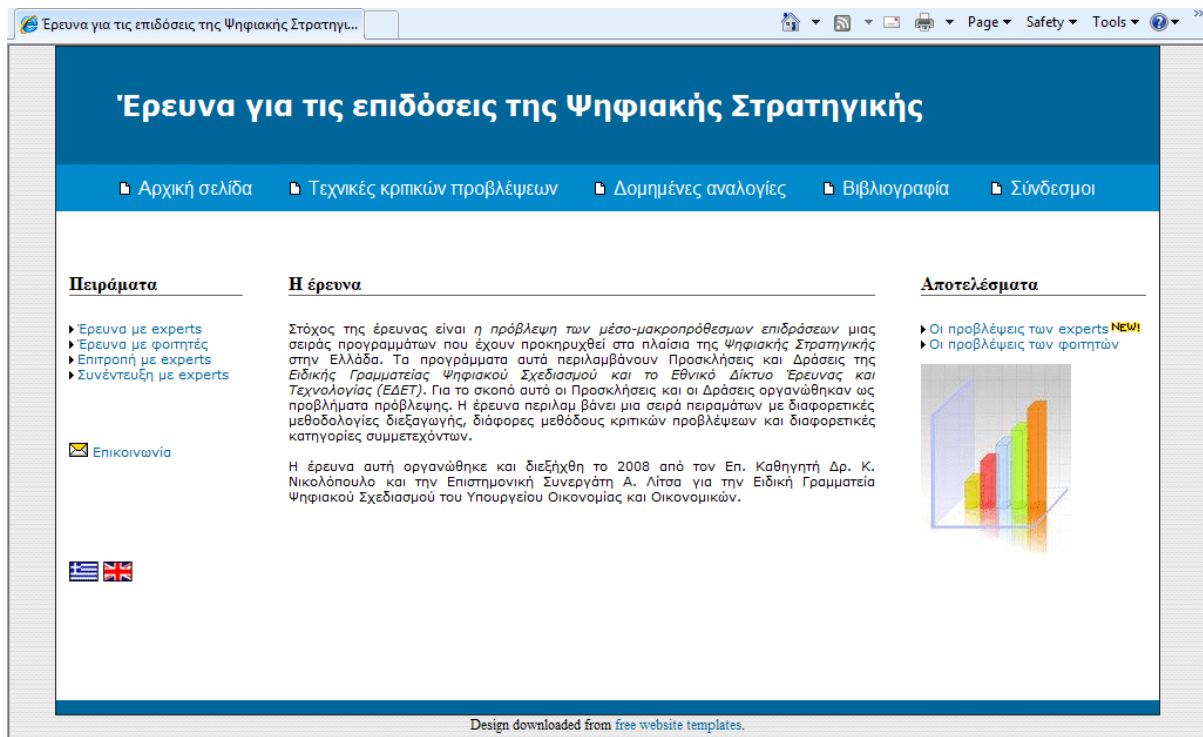 Έρευνα για τις επιδόσεις της Ψηφιακής Στρατηγι...
Page Safety Tools
Έρευνα για τις επιδόσεις της Ψηφιακής Στρατηγικής
Αρχική σελίδα Τεχνικές κριτικών προβλέψεων Δομημένες αναλογίες Βιβλιογραφία Σύνδεσμοι
Πειράματα
Έρευνα με experts
Έρευνα με φοιτητές
Επιτροπή με experts
Συνέντευξη με experts
Επικοινωνία
Η έρευνα
Στόχος της έρευνας είναι η πρόβλεψη των μέσο-μακροπρόθεσμων επιδράσεων μιας
σειράς προγραμμάτων που έχουν προκηρυχθεί στα πλαίσια της Ψηφιακής Στρατηγικής
στην Ελλάδα. Τα προγράμματα αυτά περιλαμβάνουν Προσκλήσεις και Δράσεις της
Ειδικής Γραμματείας Ψηφιακού Σχεδιασμού και το Εθνικό Δίκτυο Έρευνας και
Τεχνολογίας (ΕΔΕΤ). Για το σκοπό αυτό οι Προσκλήσεις και οι Δράσεις οργανώθηκαν ως
προβλήματα πρόβλεψης. Η έρευνα περιλαμ βάνει μια σειρά πειραμάτων με διαφορετικές
μεθοδολογίες διεξαγωγής, διάφορες μεθόδους κριτικών προβλέψεων και διαφορετικές
κατηγορίες συμμετεχόντων.
Η έρευνα αυτή οργανώθηκε και διεξήχθη το 2008 από τον Επ. Καθηγητή Δρ. Κ.
Νικολόπουλο και την Επιστημονική Συνεργάτη Α. Λίτσα για την Ειδική Γραμματεία
Ψηφιακού Σχεδιασμού του Υπουργείου Οικονομίας και Οικονομικών.
Αποτελέσματα
Οι προβλέψεις των experts NEW!
Οι προβλέψεις των φοιτητών
Design downloaded from free website templates.